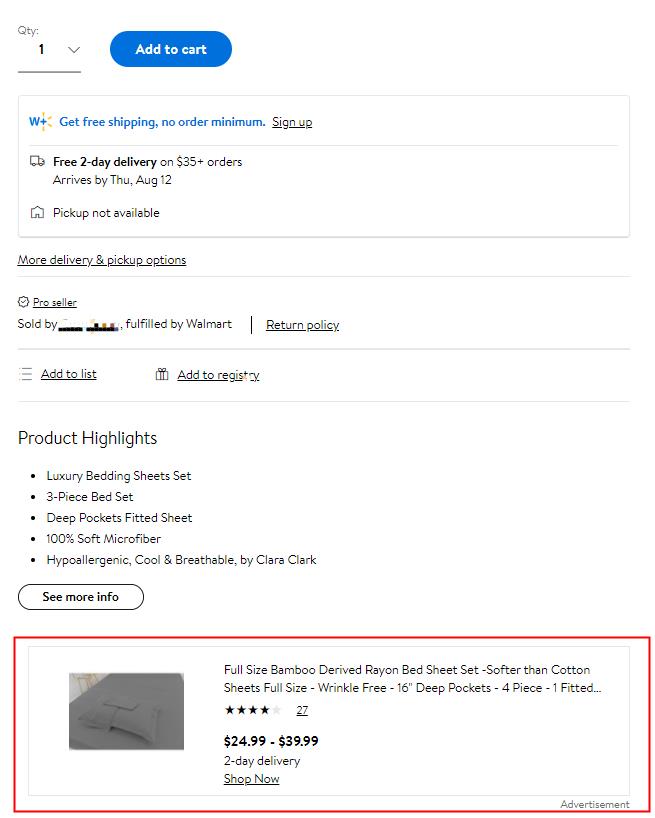 Qty:
1
Add to cart
W+ Get free shipping, no order minimum. Sign up
Free 2-day delivery on $35+ orders
Arrives by Thu, Aug 12
Pickup not available
More delivery & pickup options
Pro seller
Sold by , fulfilled by Walmart
Return policy
Add to list
Add to registry
Product Highlights
Luxury Bedding Sheets Set
3-Piece Bed Set
Deep Pockets Fitted Sheet
100% Soft Microfiber
Hypoallergenic, Cool & Breathable, by Clara Clark
See more info
Full Size Bamboo Derived Rayon Bed Sheet Set -Softer than Cotton
Sheets Full Size - Wrinkle Free - 16" Deep Pockets - 4 Piece - 1 Fitted...
27
$24.99 - $39.99
2-day delivery
Shop Now
Advertisement